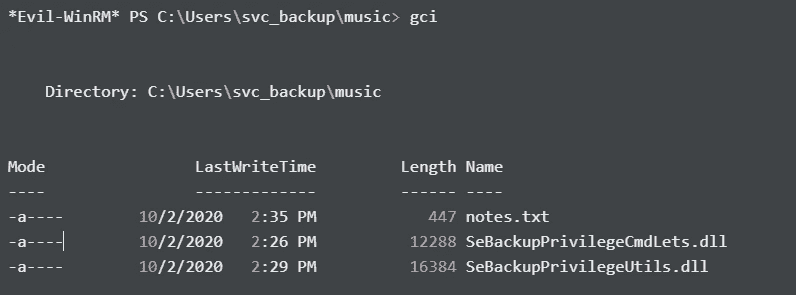 *Evil-WinRM* PS C:\Users\svc_backup\music> gci
Directory: C:\Users\svc_backup\music
Mode LastWriteTime Length Name
---- ------------- ------ ----
-a---- 10/2/2020 2:35 PM 447 notes.txt
-a---- 10/2/2020 2:26 PM 12288 SeBackupPrivilegeCmdLets.dll
-a---- 10/2/2020 2:29 PM 16384 SeBackupPrivilegeUtils.dll